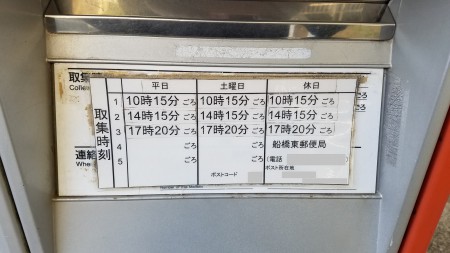 取集時
Colle
連絡
Whe
取集時刻
平日 土曜日 休日
1 10時15分ごろ 10時15分ごろ 10時15分ごろ
2 14時15分ごろ 14時15分ごろ 14時15分ごろ
3 17時20分ごろ 17時20分ごろ 17時20分ごろ
4 ごろ ごろ 船橋東郵便局
5 ごろ ごろ (電話
ポストコード ポスト所在地